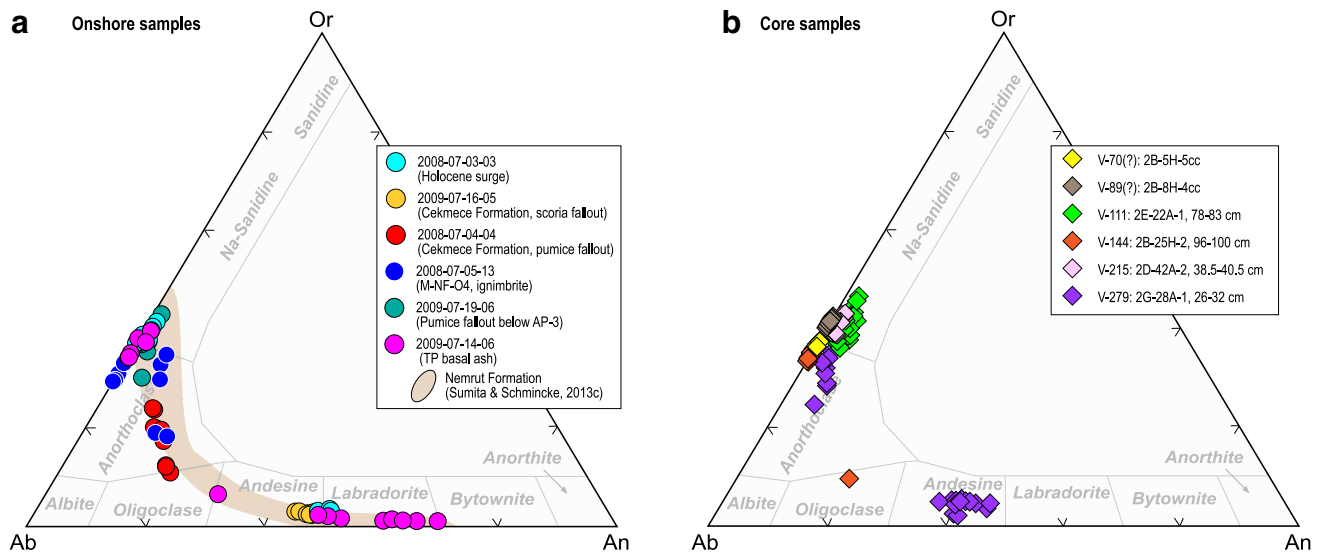 a Onshore samples
Or
Sanidine
Na-Sanidine
Anorthoclase
Albite
Oligoclase
Andesine
Labradorite
Bytownite
Anorthite
Ab
An
2008-07-03-03
(Holocene surge)
2009-07-16-05
(Cekmece Formation, scoria fallout)
2008-07-04-04
(Cekmece Formation, pumice fallout)
2008-07-05-13
(M-NF-O4, ignimbrite)
2009-07-19-06
(Pumice fallout below AP-3)
2009-07-14-06
(TP basal ash)
Nemrut Formation
(Sumita & Schmincke, 2013c)
b Core samples
Or
Sanidine
Na-Sanidine
Anorthoclase
Albite
Oligoclase
Andesine
Labradorite
Bytownite
Anorthite
Ab
An
V-70(?): 2B-5H-5cc
V-89(?): 2B-8H-4cc
V-111: 2E-22A-1, 78-83 cm
V-144: 2B-25H-2, 96-100 cm
V-215: 2D-42A-2, 38.5-40.5 cm
V-279: 2G-28A-1, 26-32 cm